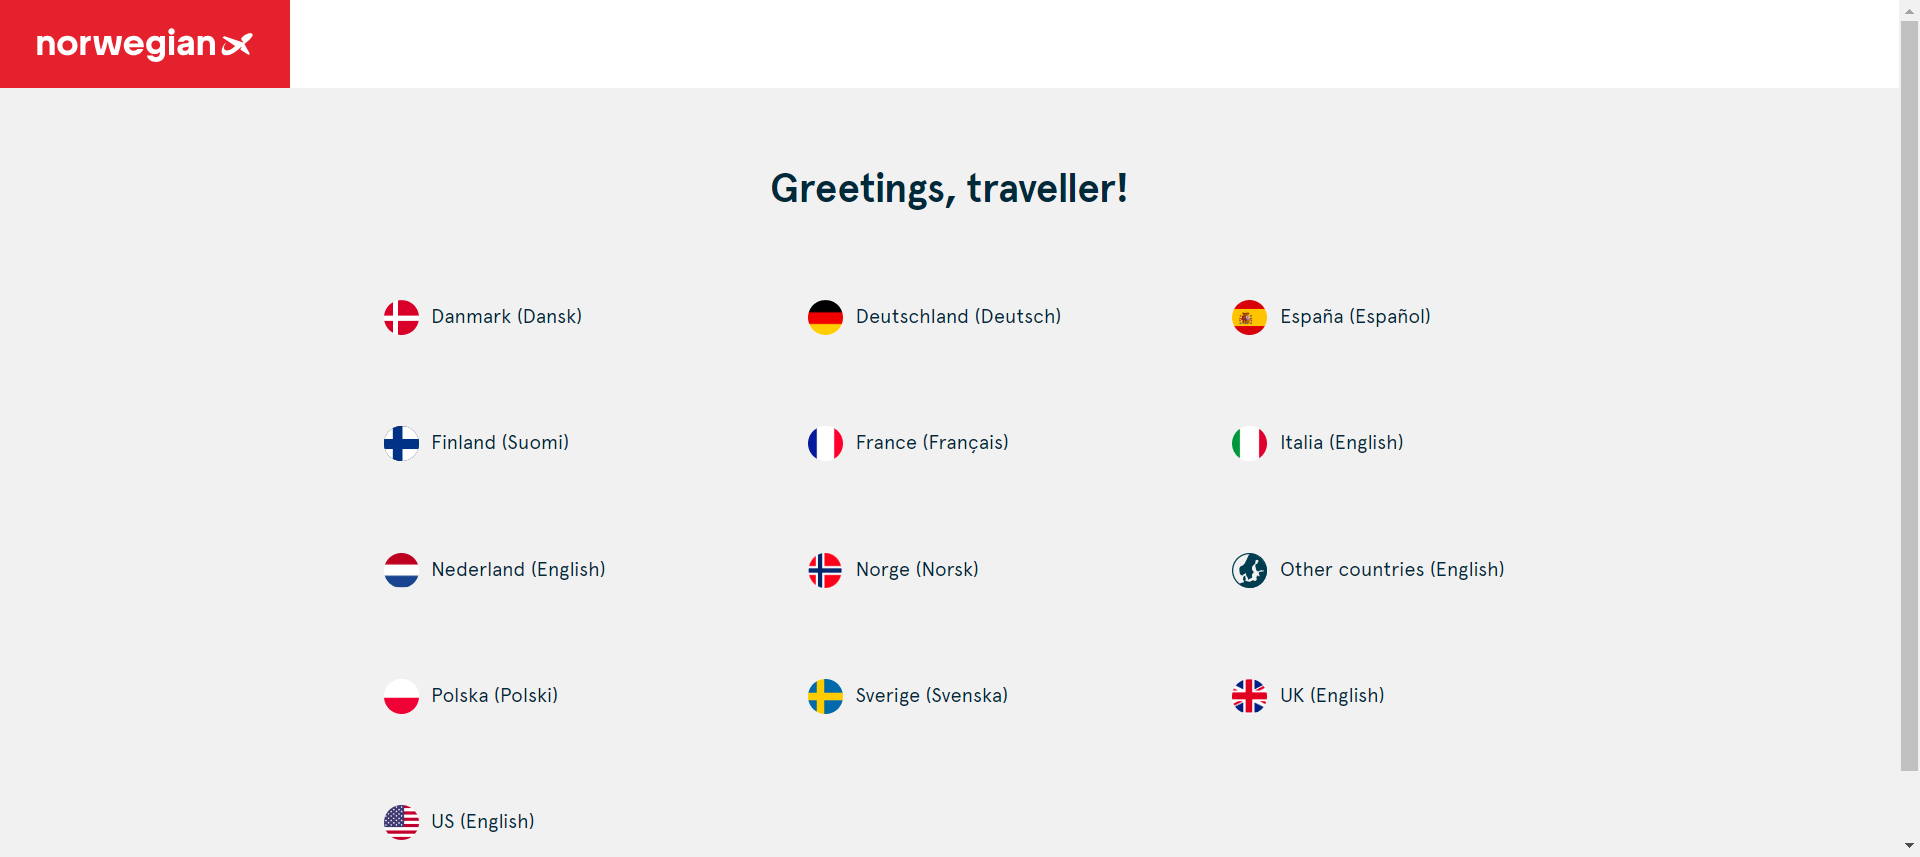 norwegian
Greetings, traveller!
Danmark (Dansk)
Deutschland (Deutsch)
España (Español)
Finland (Suomi)
France (Français)
Italia (English)
Nederland (English)
Norge (Norsk)
Other countries (English)
Polska (Polski)
Sverige (Svenska)
UK (English)
US (English)